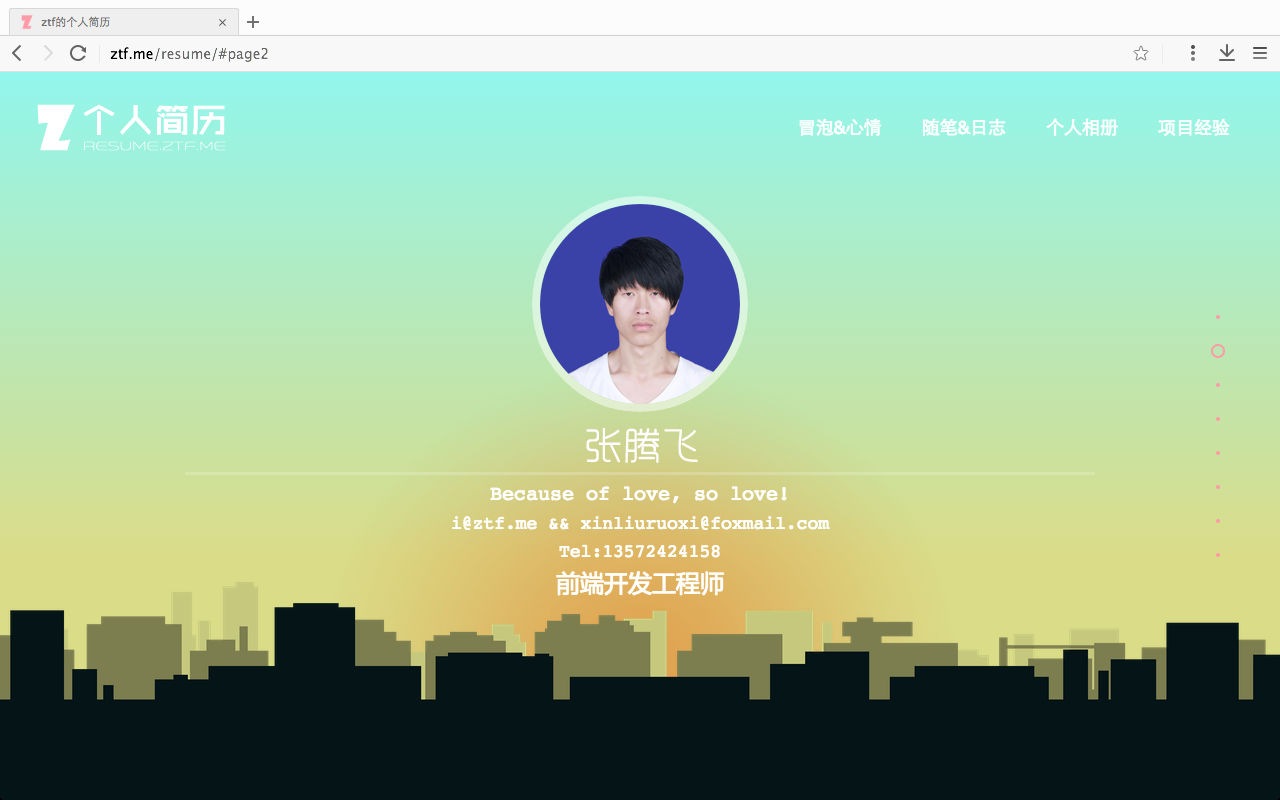 ztf的个人简历
ztf.me/resume/#page2
Z 个人简历
RESUME.ZTF.ME
冒泡&心情 随笔&日志 个人相册 项目经验
张腾飞
Because of love, so love!
i@ztf.me && xinliuruoxi@foxmail.com
Tel:13572424158
前端开发工程师